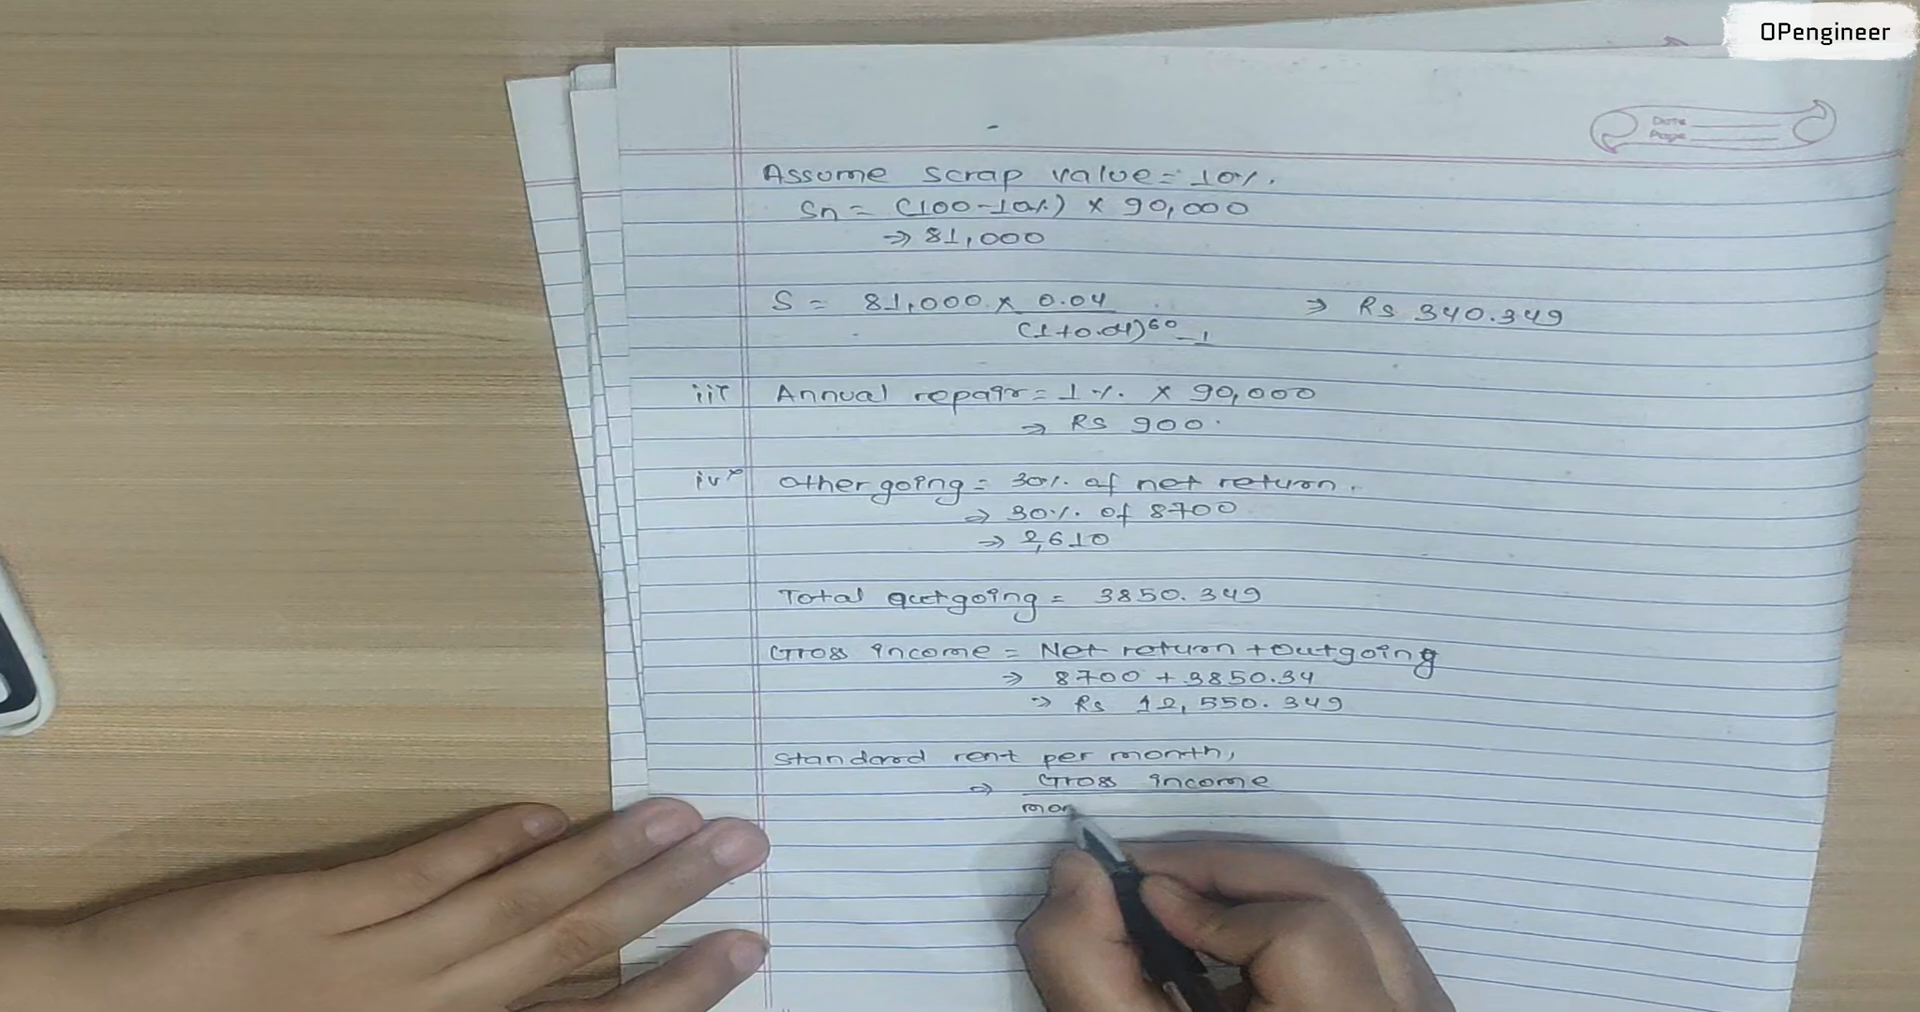 OPengineer
Date
Page
Assume scrap value = 10%.
Sn = (100-10%) × 90,000
⇒ 81,000
S = 81,000 × 0.04 / (1+0.04)^60 - 1 ⇒ Rs 340.349
iii Annual repair = 1% × 90,000
⇒ Rs 900.
iv Other going = 30% of net return.
⇒ 30% of 8700
⇒ 2,610
Total outgoing = 3850.349
Gross income = Net return + Outgoing
⇒ 8700 + 3850.34
⇒ Rs 12,550.349
Standard rent per month,
⇒ Gross income
mon